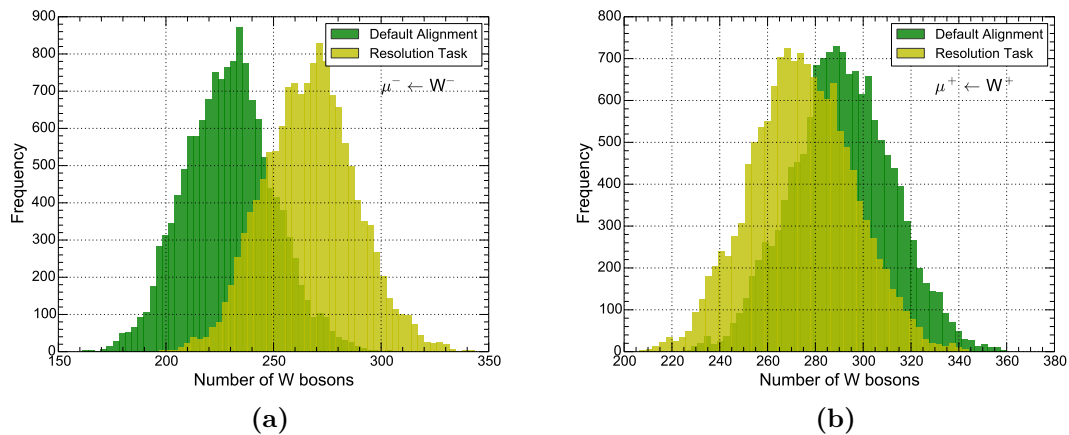 900
800
700
600
500
400
300
200
100
0
150 200 250 300 350
Frequency
Number of W bosons
Default Alignment
Resolution Task
μ⁻ ← W⁻
(a)
800
700
600
500
400
300
200
100
0
200 220 240 260 280 300 320 340 360 380
Frequency
Number of W bosons
Default Alignment
Resolution Task
μ⁺ ← W⁺
(b)